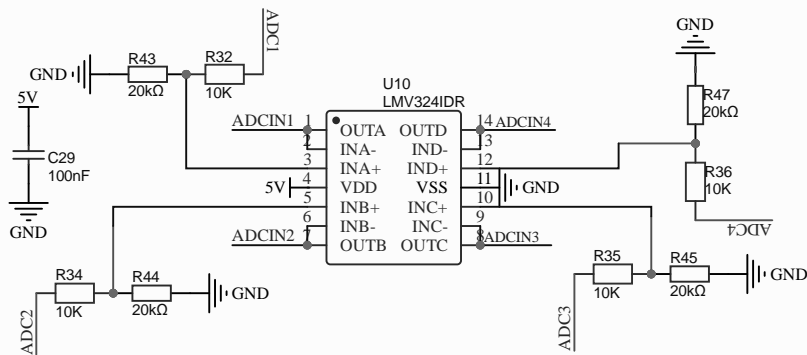 ADC1
R43
R32
GND
20kΩ
10K
5V
C29
100nF
GND
U10
LMV324IDR
ADCIN1
1
OUTA
OUTD
14
ADCIN4
2
INA-
IND-
13
3
INA+
IND+
12
5V
4
VDD
VSS
11
GND
5
INB+
INC+
10
6
INB-
INC-
9
ADCIN2
7
OUTB
OUTC
8
ADCIN3
GND
R47
20kΩ
R36
10K
ADC4
R34
R44
GND
10K
20kΩ
ADC2
R35
R45
GND
10K
20kΩ
ADC3